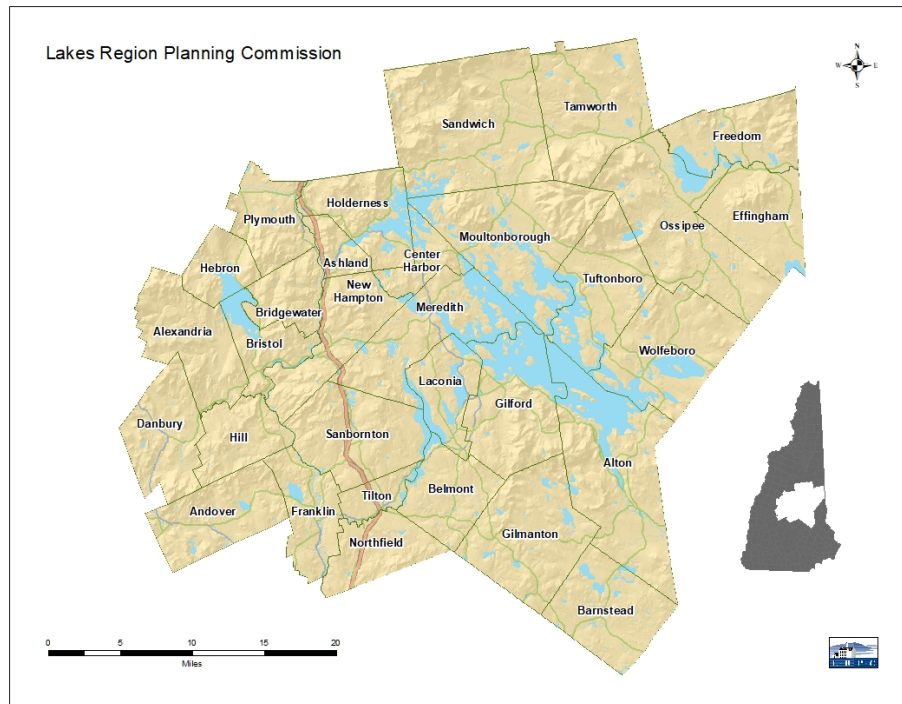 Lakes Region Planning Commission
N
W E
S
Tamworth
Sandwich
Freedom
Holderness
Plymouth
Effingham
Ossipee
Moultonborough
Center
Harbor
Ashland
Hebron
Tuftonboro
New
Hampton
Meredith
Bridgewater
Alexandria
Bristol
Wolfeboro
Laconia
Gilford
Danbury
Hill
Sanbornton
Alton
Belmont
Tilton
Andover
Franklin
Gilmanton
Northfield
Barnstead
0 5 10 15 20
Miles
L R P C